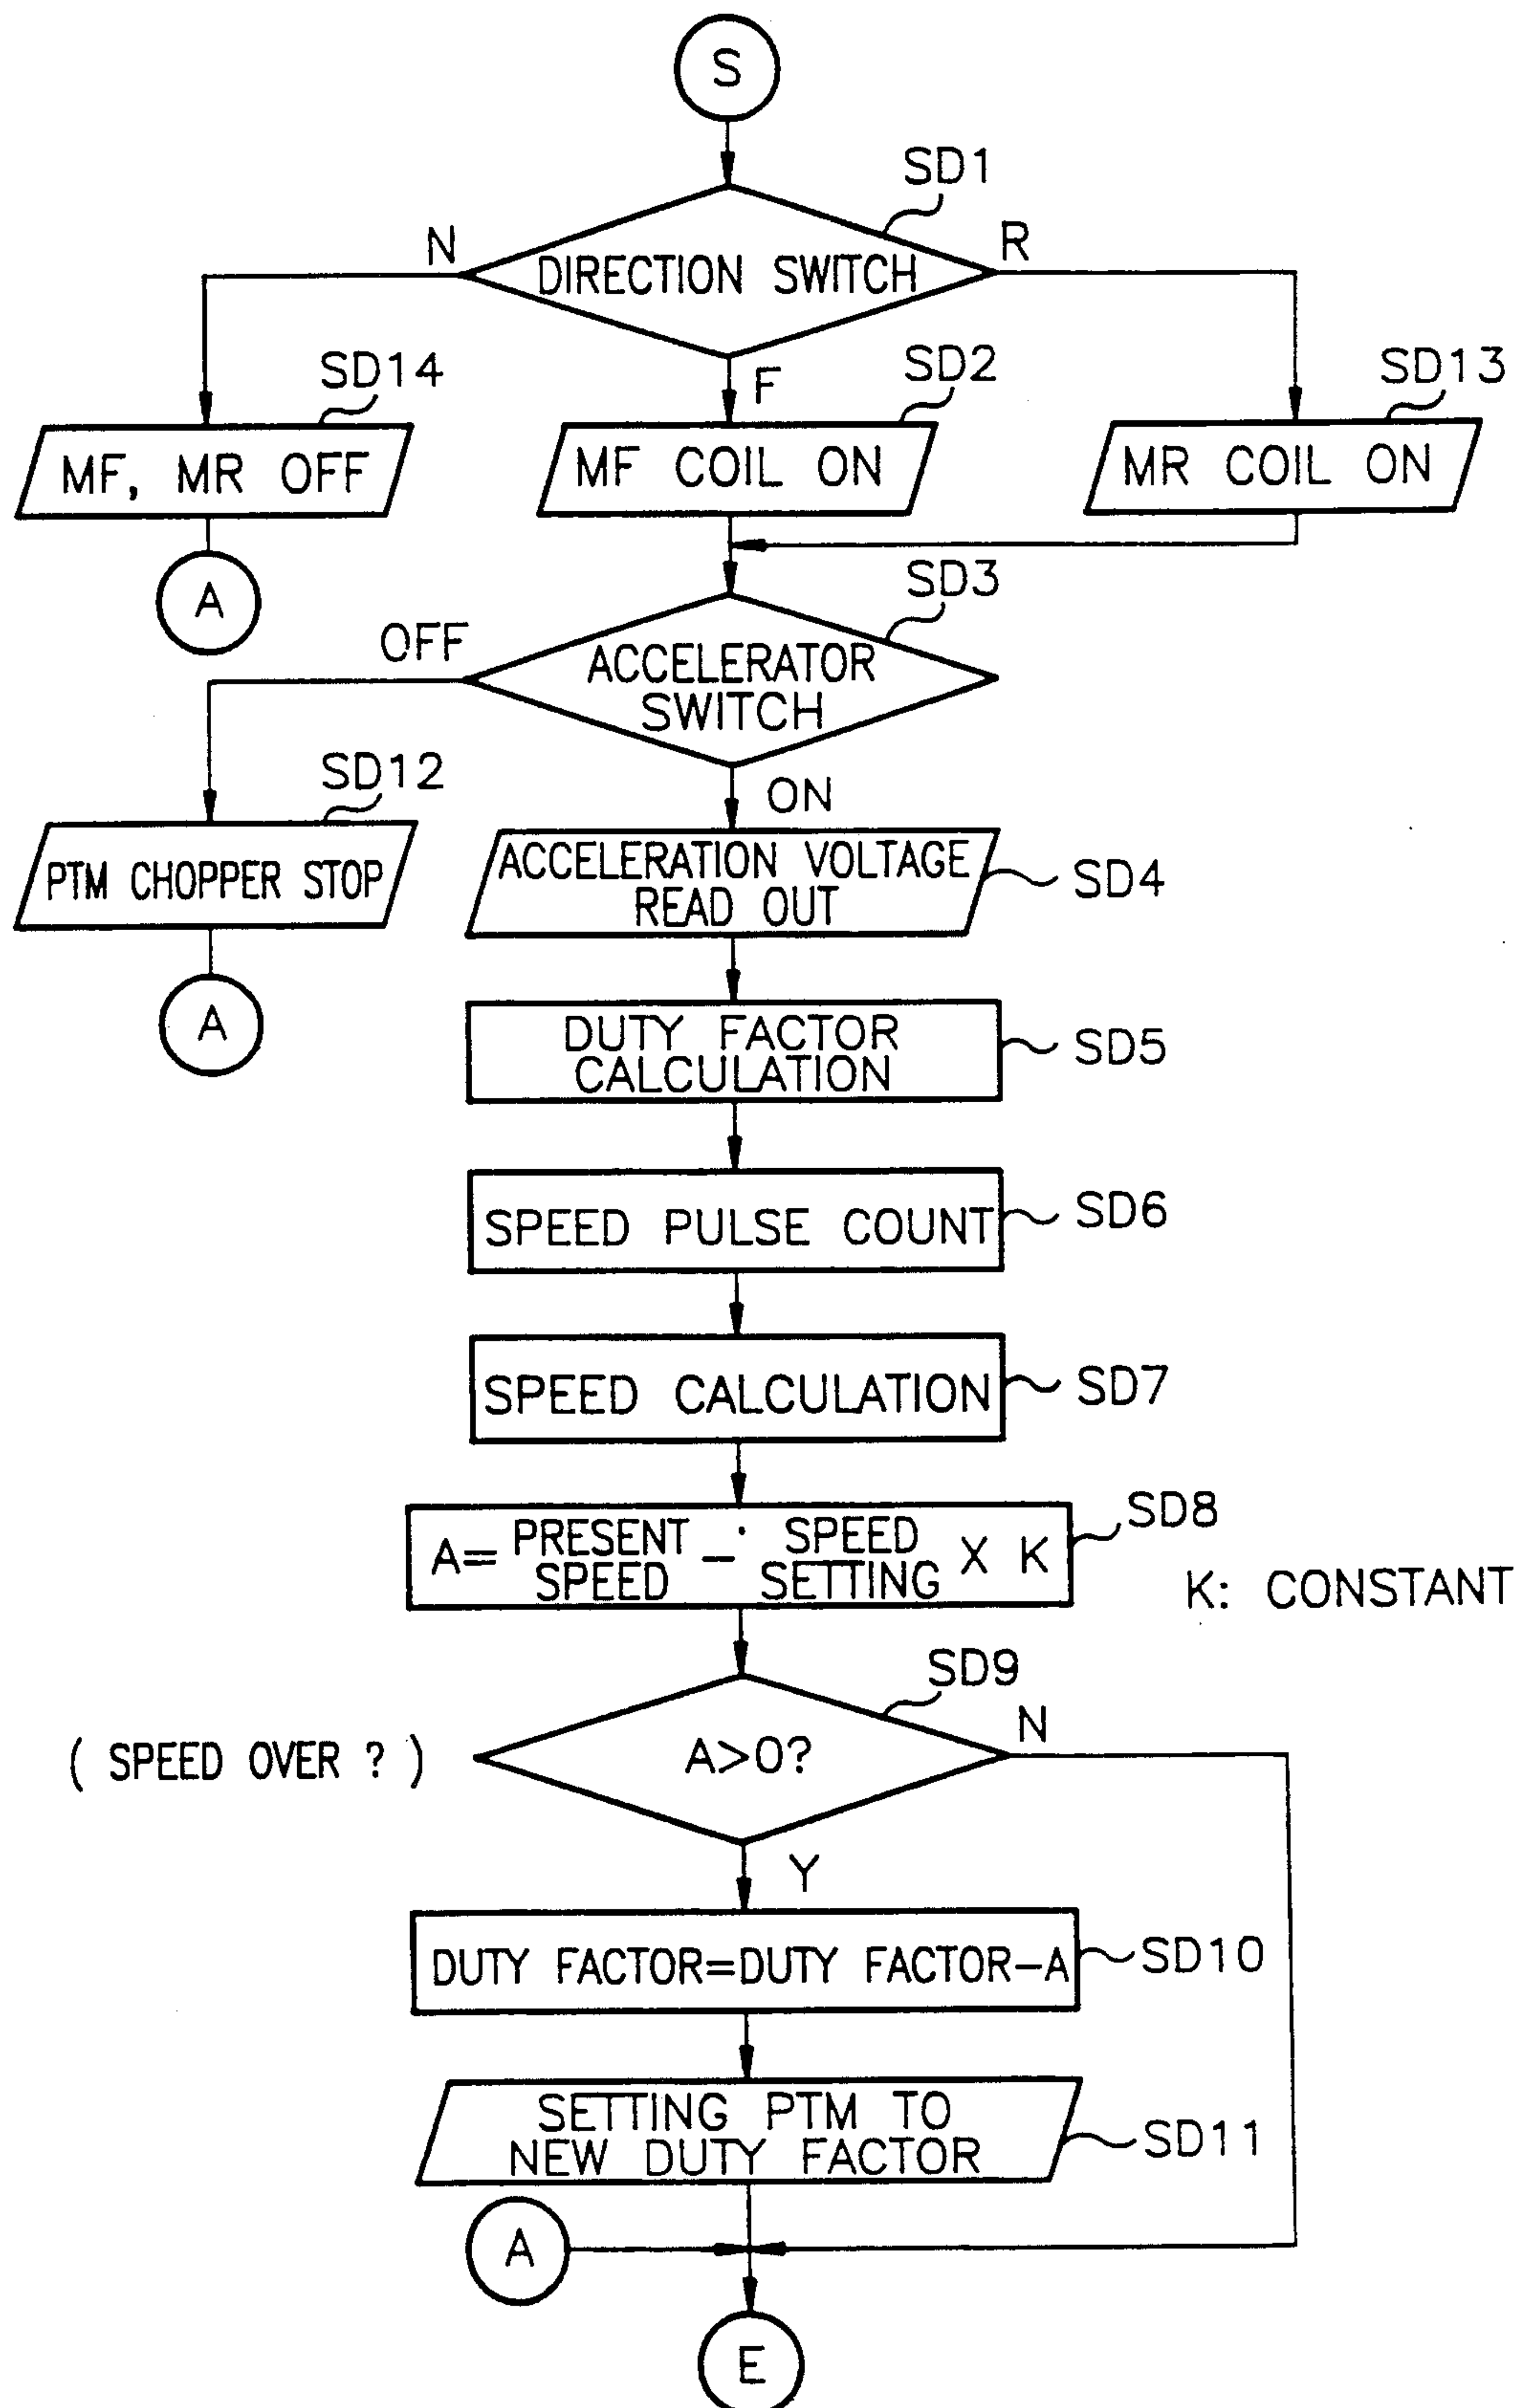 S
SD1
N
R
DIRECTION SWITCH
SD14
F
SD2
SD13
MF, MR OFF
MF COIL ON
MR COIL ON
A
SD3
OFF
ACCELERATOR
SWITCH
SD12
ON
PTM CHOPPER STOP
ACCELERATION VOLTAGE
READ OUT
SD4
A
DUTY FACTOR
CALCULATION
SD5
SPEED PULSE COUNT
SD6
SPEED CALCULATION
SD7
A= PRESENT SPEED – SPEED SETTING X K
SD8
K: CONSTANT
SD9
( SPEED OVER ? )
A>0?
N
Y
DUTY FACTOR=DUTY FACTOR–A
SD10
SETTING PTM TO
NEW DUTY FACTOR
SD11
A
E